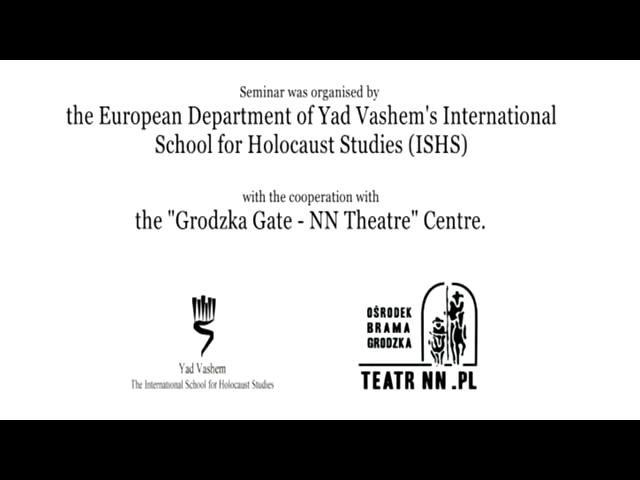 Seminar was organised by
the European Department of Yad Vashem's International
School for Holocaust Studies (ISHS)
with the cooperation with
the "Grodzka Gate - NN Theatre" Centre.
Yad Vashem
The International School for Holocaust Studies
OŚRODEK
BRAMA
GRODZKA
TEATR NN.PL